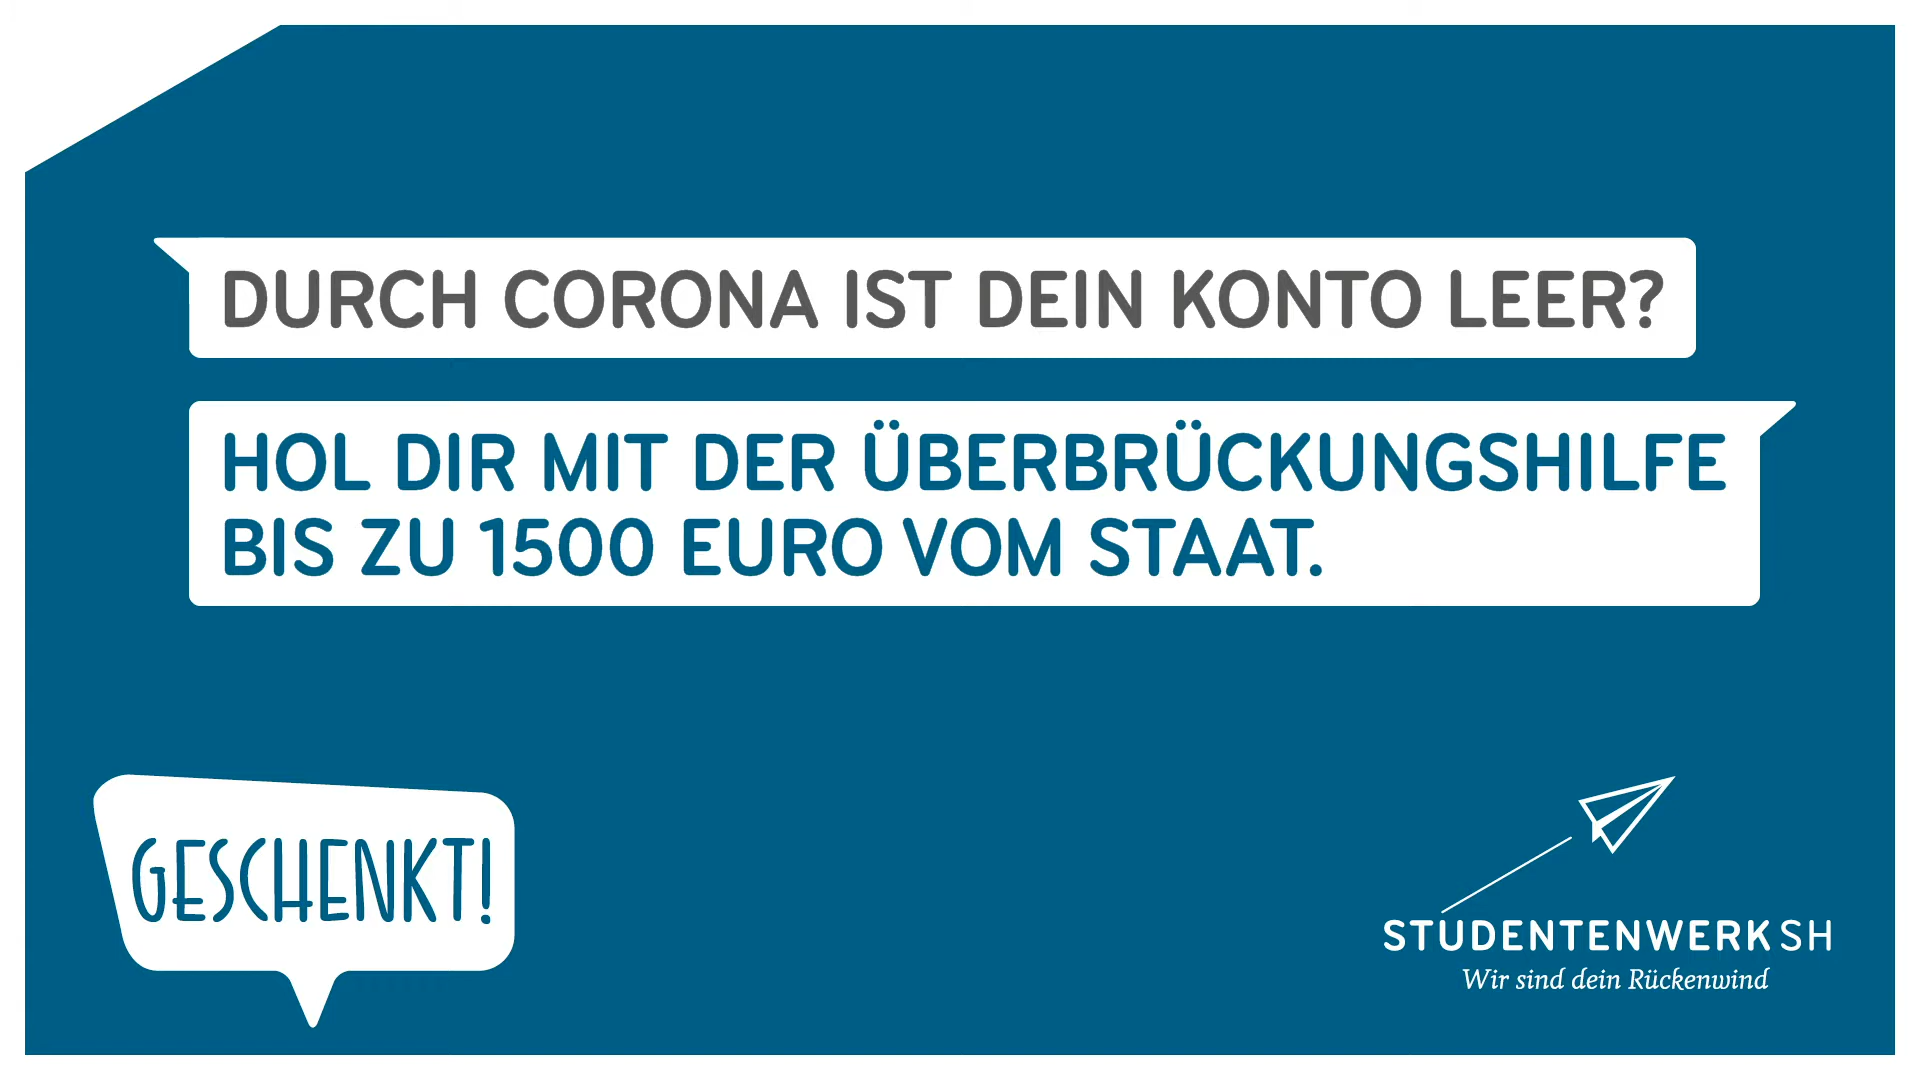 DURCH CORONA IST DEIN KONTO LEER?
HOL DIR MIT DER ÜBERBRÜCKUNGSHILFE
BIS ZU 1500 EURO VOM STAAT.
GESCHENKT!
STUDENTENWERK SH
Wir sind dein Rückenwind